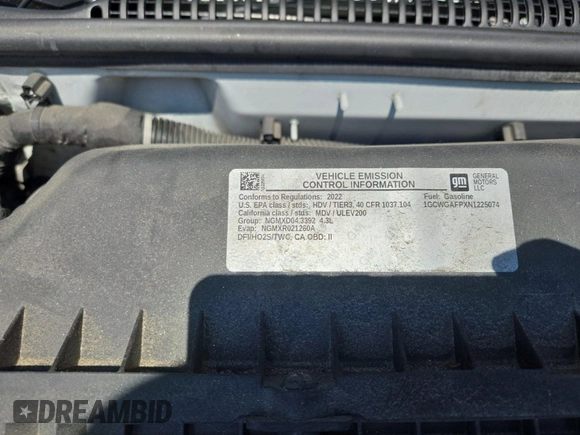 VEHICLE EMISSION
CONTROL INFORMATION
gm GENERAL
MOTORS
LLC
Conforms to Regulations: 2022 Fuel: Gasoline
U.S. EPA class / stds: HDV / TIER3, 40 CFR 1037.104 1GCWGAFPXN1225074
California class / stds: MDV / ULEV200
Group: NGMXD04.3392 4.3L
Evap: NGMXR021260A
DFI/HO2S/TWC CA OBD: II
DREAMBID